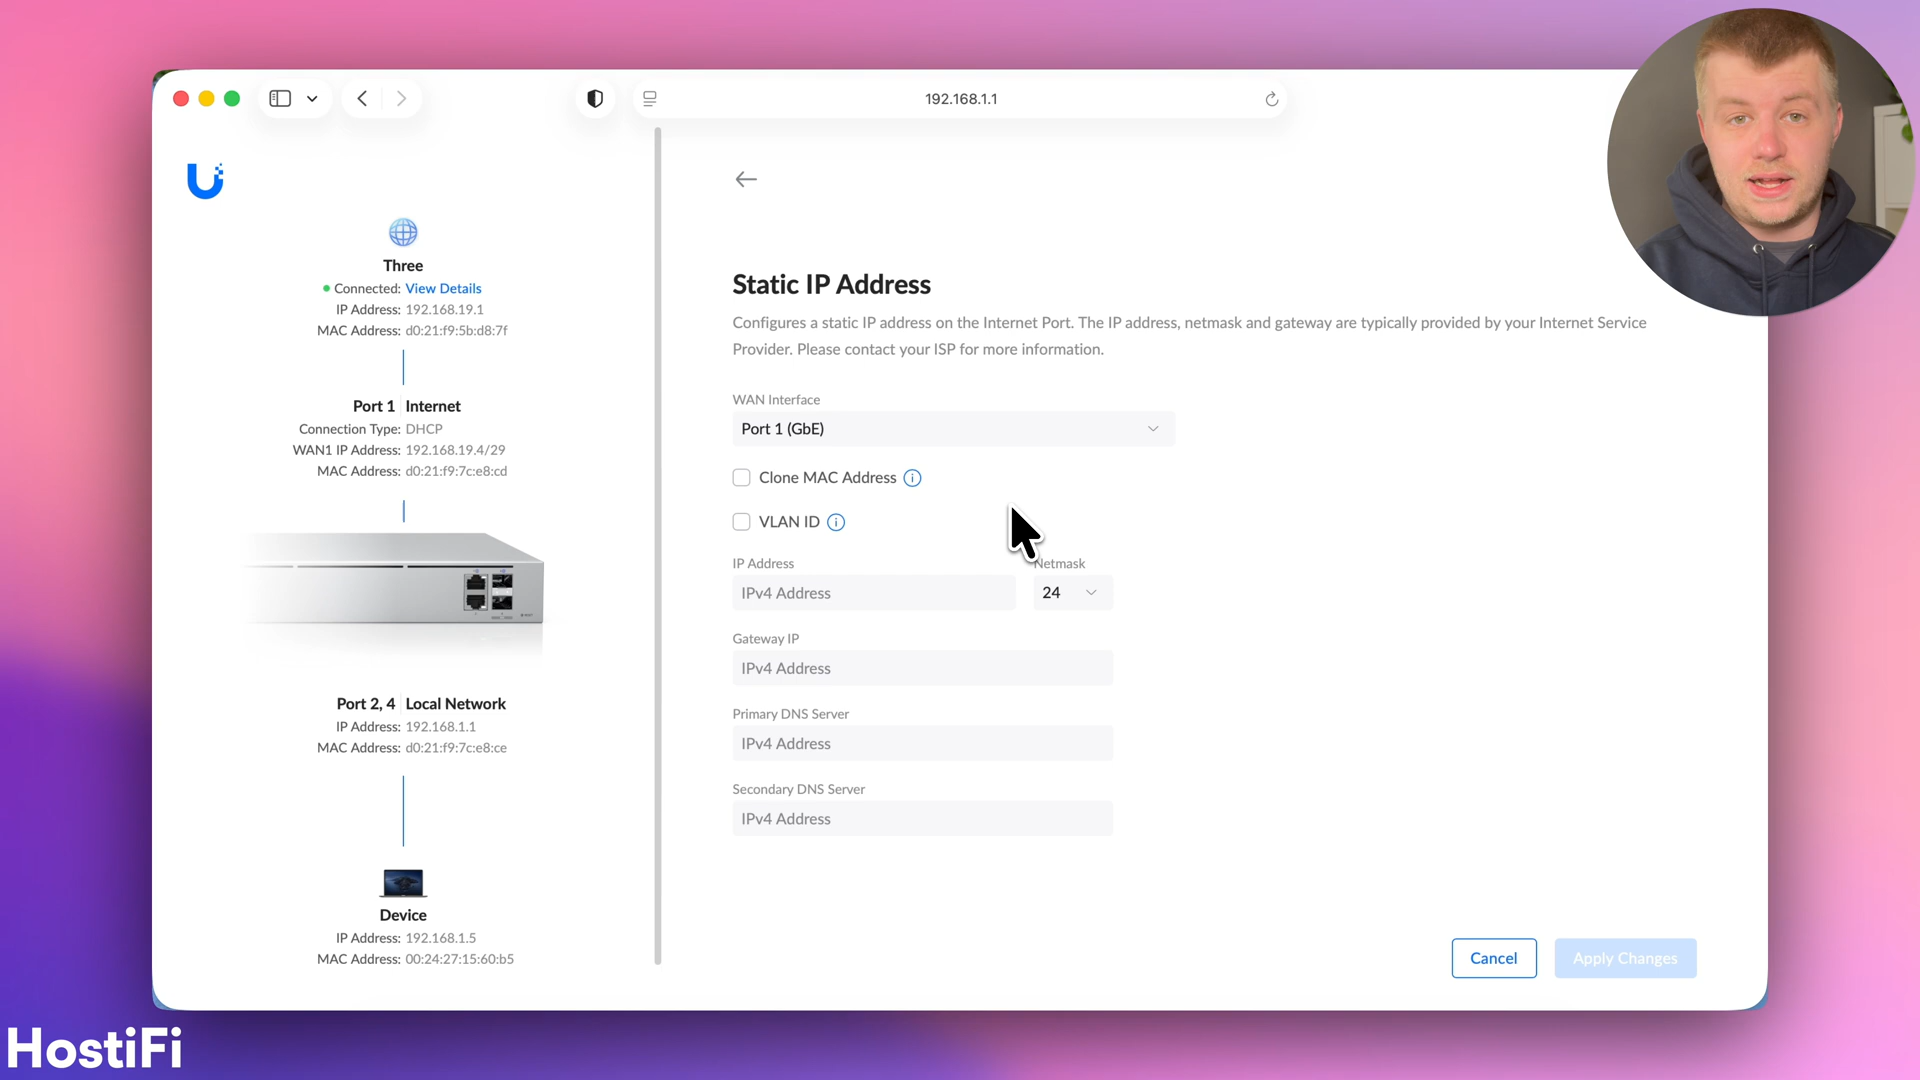 192.168.1.1
Three
Connected: View Details
IP Address: 192.168.19.1
MAC Address: d0:21:f9:5b:d8:7f
Port 1 Internet
Connection Type: DHCP
WAN1 IP Address: 192.168.19.4/29
MAC Address: d0:21:f9:7c:e8:cd
Port 2, 4 Local Network
IP Address: 192.168.1.1
MAC Address: d0:21:f9:7c:e8:ce
Device
IP Address: 192.168.1.5
MAC Address: 00:24:27:15:60:b5
Static IP Address
Configures a static IP address on the Internet Port. The IP address, netmask and gateway are typically provided by your Internet Service
Provider. Please contact your ISP for more information.
WAN Interface
Port 1 (GbE)
Clone MAC Address
VLAN ID
IP Address Netmask
IPv4 Address 24
Gateway IP
IPv4 Address
Primary DNS Server
IPv4 Address
Secondary DNS Server
IPv4 Address
Cancel Apply Changes
HostiFi